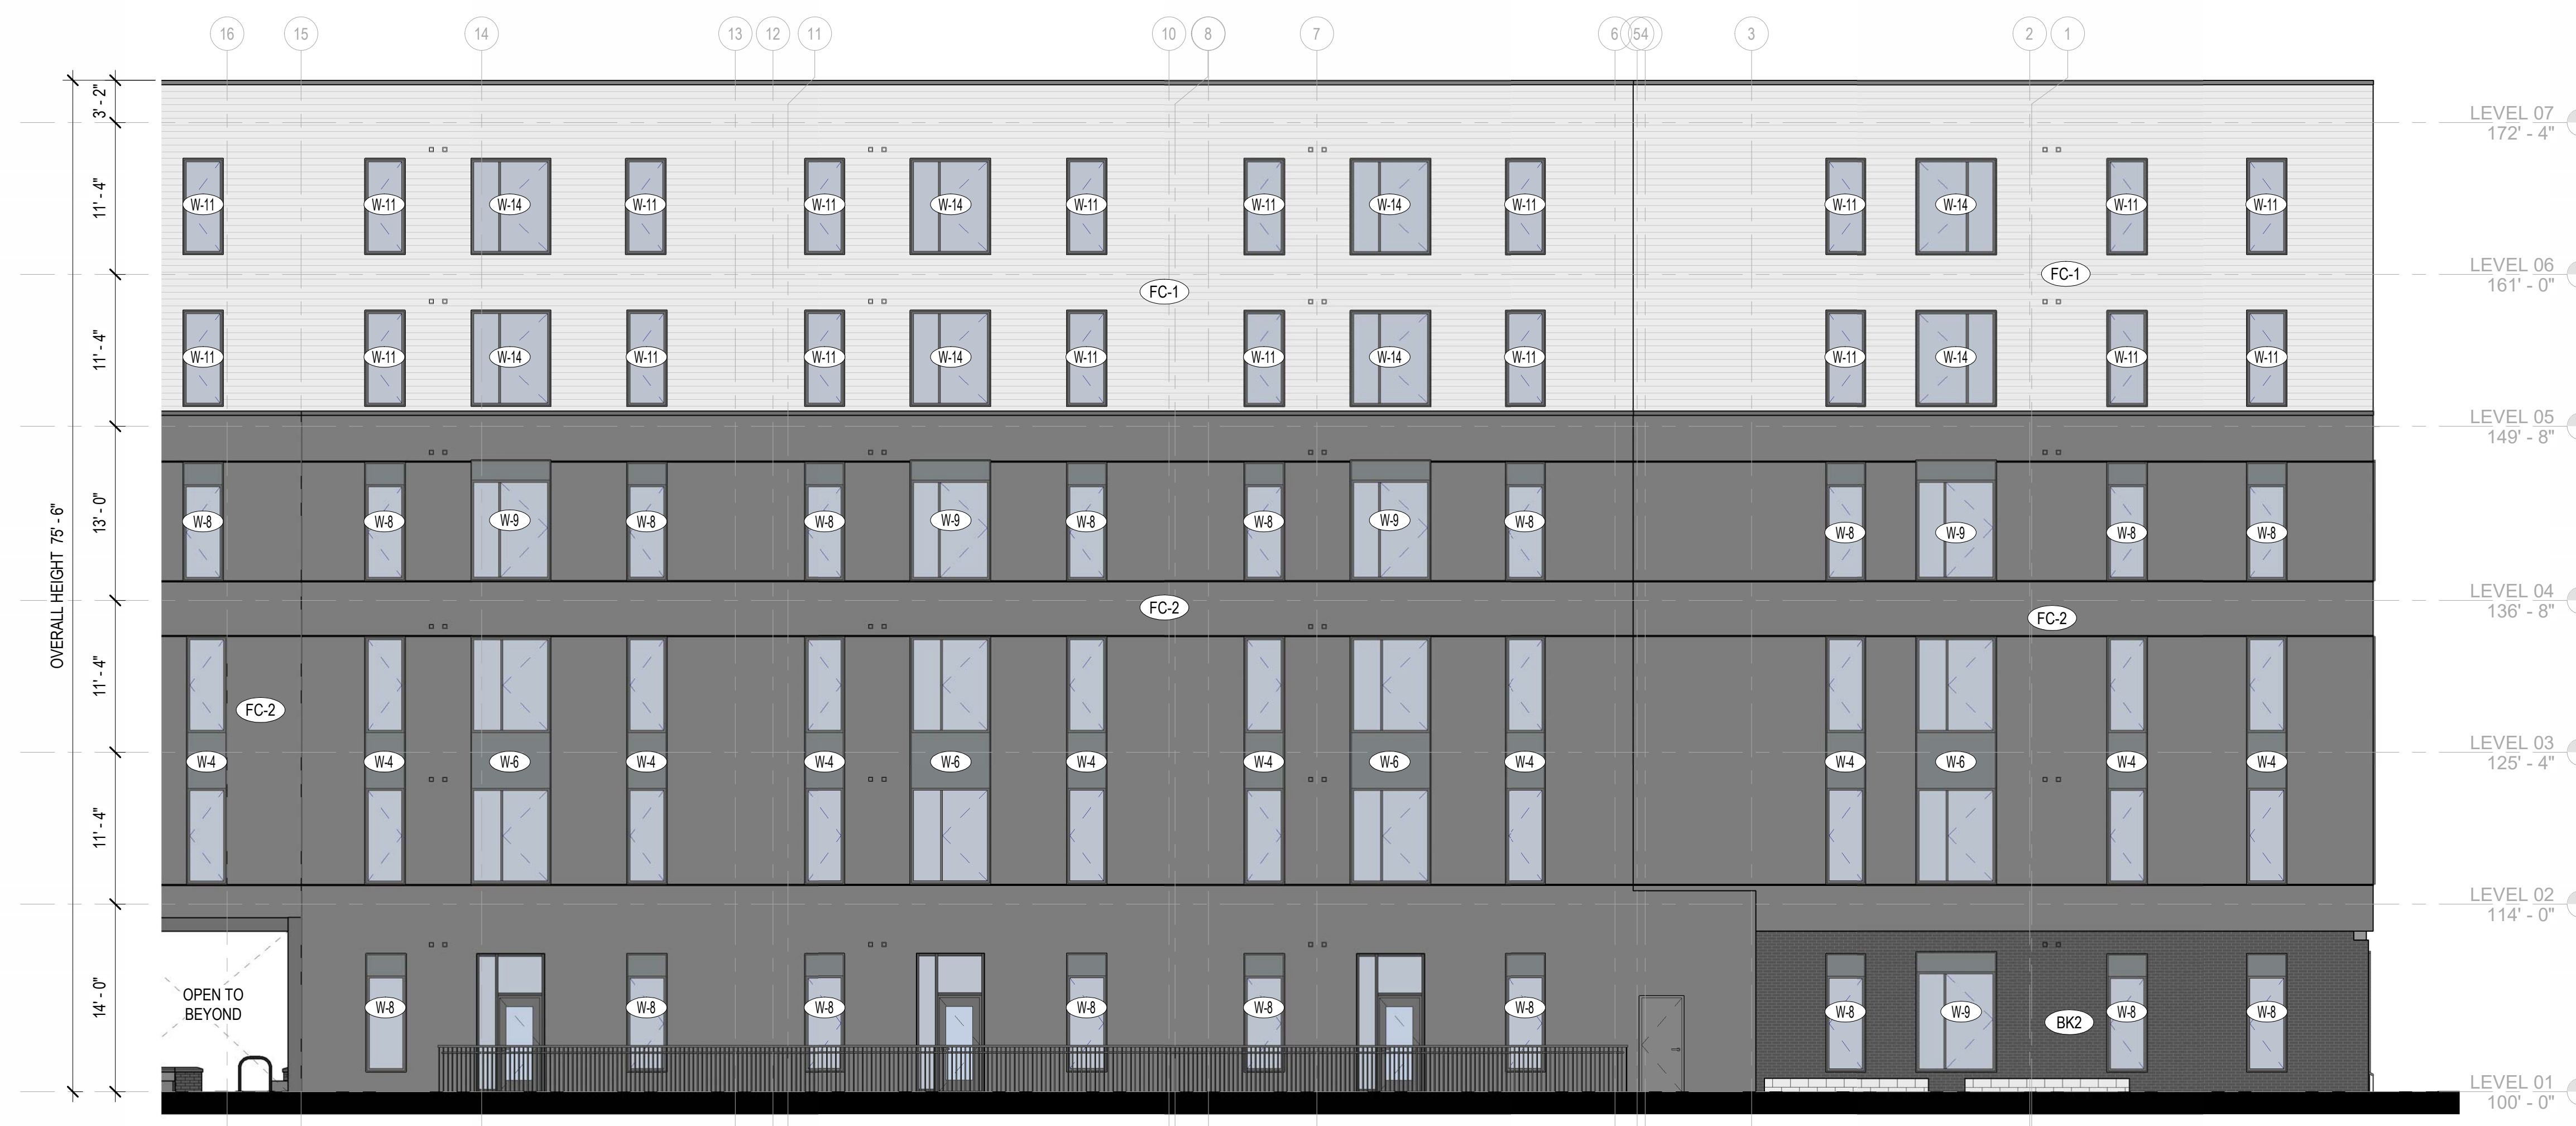 16 15 14 13 12 11 10 8 7 6 5 4 3 2 1
3' - 2"
LEVEL 07
172' - 4"
11' - 4"
W-11 W-11 W-14 W-11 W-11 W-14 W-11 W-11 W-14 W-11 W-11 W-14 W-11 W-11
FC-1
LEVEL 06
161' - 0"
FC-1
11' - 4"
W-11 W-11 W-14 W-11 W-11 W-14 W-11 W-11 W-14 W-11 W-11 W-14 W-11 W-11
LEVEL 05
149' - 8"
13' - 0"
W-8 W-8 W-9 W-8 W-8 W-9 W-8 W-8 W-9 W-8 W-8 W-9 W-8 W-8
OVERALL HEIGHT 75' - 6"
LEVEL 04
136' - 8"
FC-2 FC-2
11' - 4"
FC-2
LEVEL 03
125' - 4"
W-4 W-4 W-6 W-4 W-4 W-6 W-4 W-4 W-6 W-4 W-4 W-6 W-4 W-4
11' - 4"
LEVEL 02
114' - 0"
14' - 0"
OPEN TO
BEYOND
W-8 W-8 W-8 W-8 W-8 W-8 W-8 W-9 W-8 W-8
BK2
LEVEL 01
100' - 0"